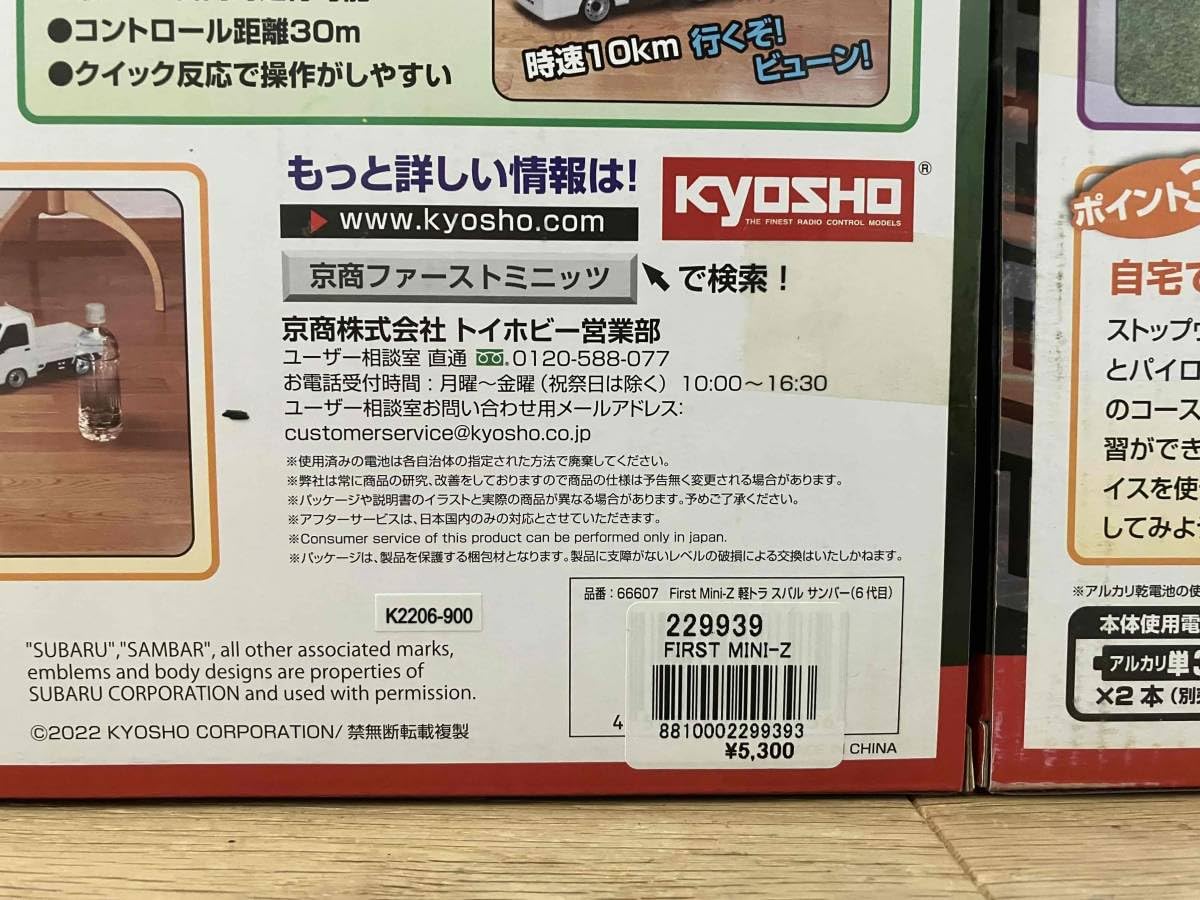 ●コントロール距離30m
●クイック反応で操作がしやすい
時速10km 行くぞ!
ビューン!
もっと詳しい情報は!
www.kyosho.com
KYOSHO ®
THE FINEST RADIO CONTROL MODELS
京商ファーストミニッツ で検索!
京商株式会社 トイホビー営業部
ユーザー相談室 直通 0120-588-077
お電話受付時間:月曜~金曜(祝祭日は除く) 10:00~16:30
ユーザー相談室お問い合わせ用メールアドレス:
customerservice@kyosho.co.jp
※使用済みの電池は各自治体の指定された方法で廃棄してください。
※弊社は常に商品の研究、改善をしておりますので商品の仕様は予告無く変更される場合があります。
※パッケージや説明書のイラストと実際の商品が異なる場合があります。予めご了承ください。
※アフターサービスは、日本国内のみの対応とさせていただきます。
※Consumer service of this product can be performed only in japan.
※パッケージは、製品を保護する梱包材となります。製品に支障がないレベルの破損による交換はいたしかねます。
品番:66607 First Mini-Z 軽トラ スバル サンバー(6代目)
K2206-900
229939
FIRST MINI-Z
4
8810002299393
¥5,300
CHINA
"SUBARU","SAMBAR", all other associated marks,
emblems and body designs are properties of
SUBARU CORPORATION and used with permission.
©2022 KYOSHO CORPORATION/ 禁無断転載複製
ポイント3
自宅で
ストップウ
とパイロ
のコース
習ができ
イスを使
してみよ
※アルカリ乾電池の使
本体使用電
アルカリ単3
×2本(別